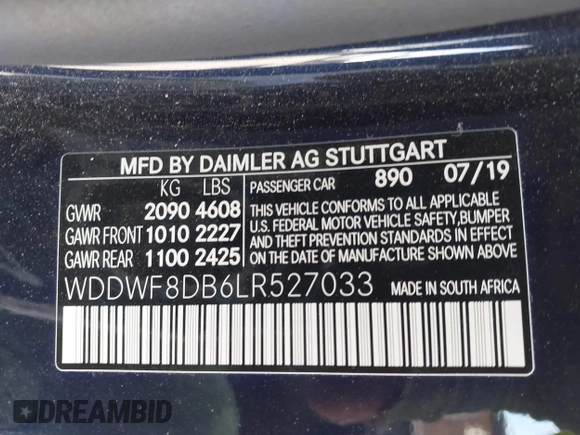 MFD BY DAIMLER AG STUTTGART
KG LBS
GVWR 2090 4608
GAWR FRONT 1010 2227
GAWR REAR 1100 2425
PASSENGER CAR 890 07/19
THIS VEHICLE CONFORMS TO ALL APPLICABLE
U.S. FEDERAL MOTOR VEHICLE SAFETY, BUMPER
AND THEFT PREVENTION STANDARDS IN EFFECT
ON THE DATE OF MANUFACTURE SHOWN ABOVE.
WDDWF8DB6LR527033 MADE IN SOUTH AFRICA
DREAMBID